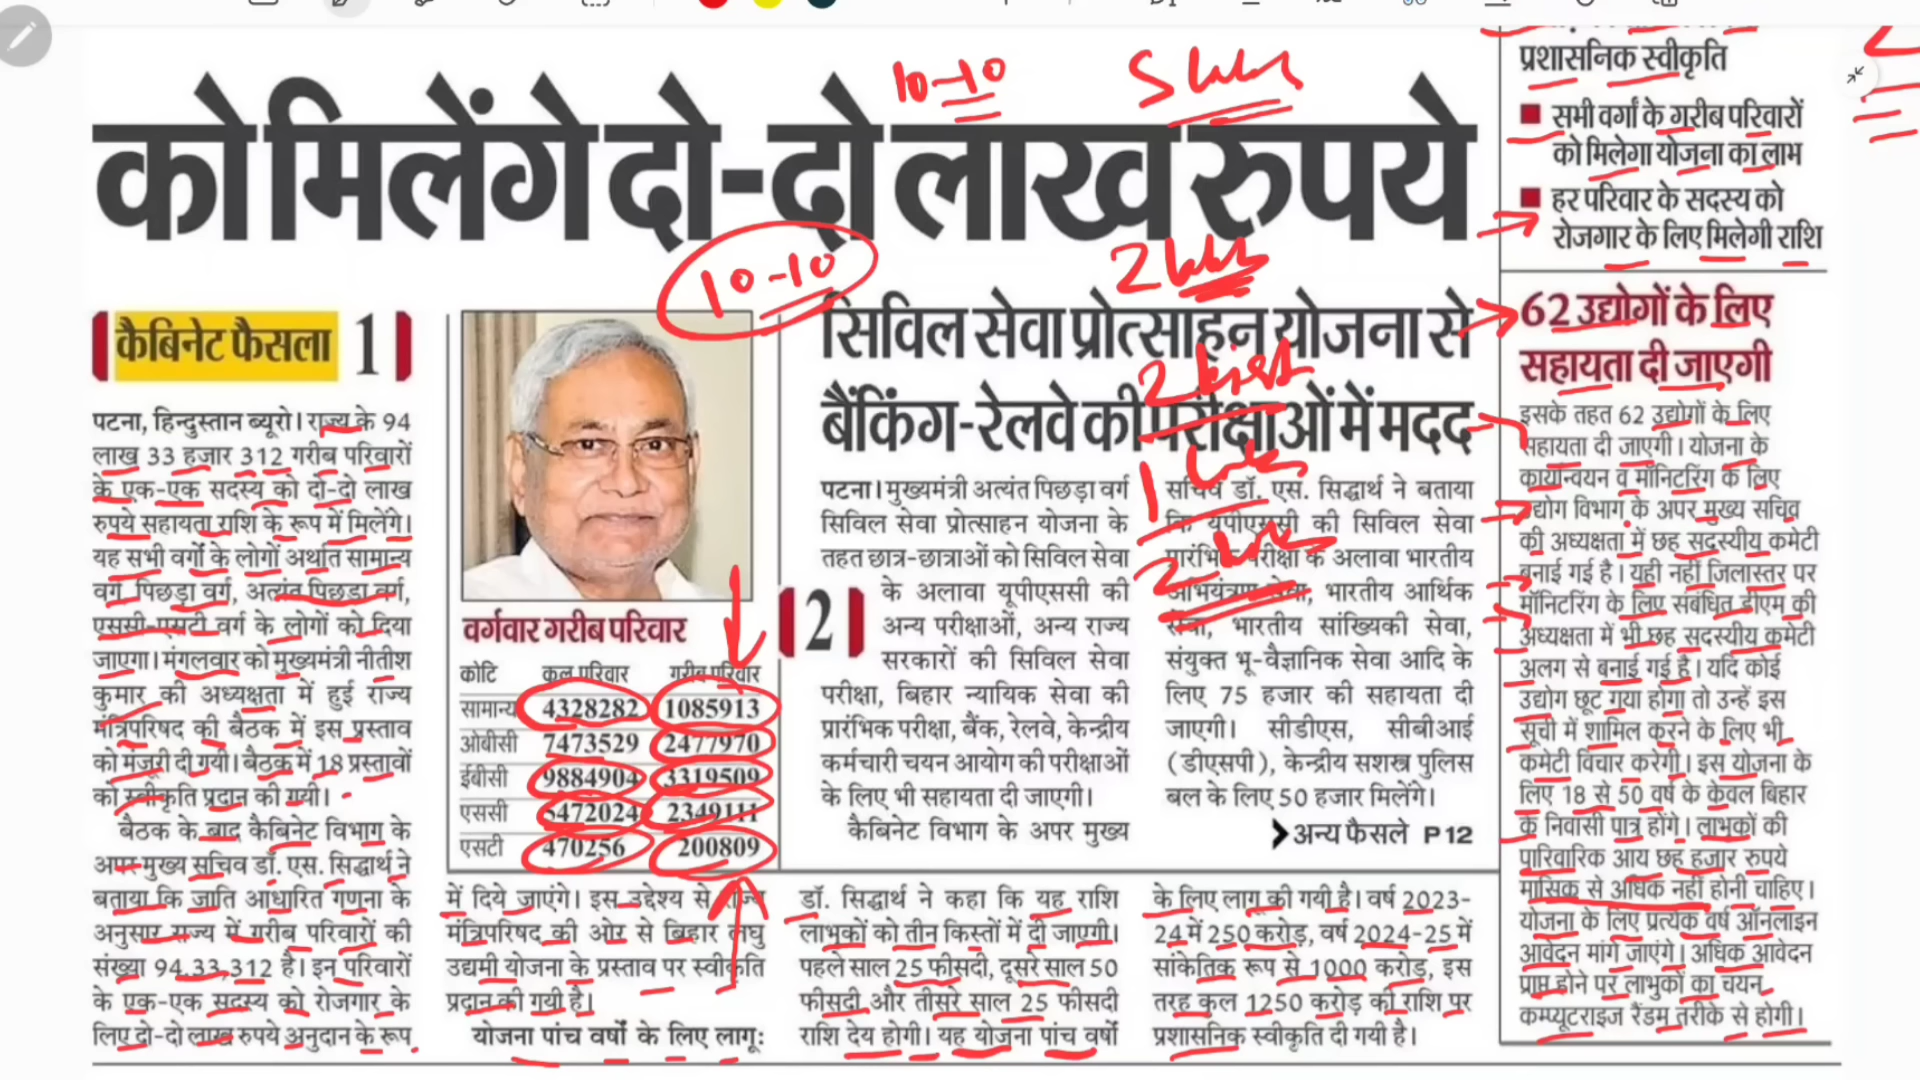 को मिलेंगे दो-दो लाख रुपये
10-10
10-10
2 kist
कैबिनेट फैसला 1
पटना, हिन्दुस्तान ब्यूरो। राज्य के 94
लाख 33 हजार 312 गरीब परिवारों
के एक-एक सदस्य को दो-दो लाख
रुपये सहायता राशि के रूप में मिलेंगे।
यह सभी वर्गों के लोगों अर्थात सामान्य
वर्ग, पिछड़ा वर्ग, अत्यंत पिछड़ा वर्ग,
एससी-एसटी वर्ग के लोगों को दिया
जाएगा। मंगलवार को मुख्यमंत्री नीतीश
कुमार की अध्यक्षता में हुई राज्य
मंत्रिपरिषद की बैठक में इस प्रस्ताव
को मंजूरी दी गयी। बैठक में 18 प्रस्तावों
को स्वीकृति प्रदान की गयी।
बैठक के बाद कैबिनेट विभाग के
अपर मुख्य सचिव डॉ. एस. सिद्धार्थ ने
बताया कि जाति आधारित गणना के
अनुसार राज्य में गरीब परिवारों की
संख्या 94,33,312 है। इन परिवारों
के एक-एक सदस्य को रोजगार के
लिए दो-दो लाख रुपये अनुदान के रूप
वर्गवार गरीब परिवार
कोटि कुल परिवार गरीब परिवार
सामान्य 4328282 1085913
ओबीसी 7473529 2477970
ईबीसी 9884904 3319509
एससी 5472024 2349111
एसटी 470256 200809
में दिये जाएंगे। इस उद्देश्य से राज्य
मंत्रिपरिषद की ओर से बिहार लघु
उद्यमी योजना के प्रस्ताव पर स्वीकृति
प्रदान की गयी है।
योजना पांच वर्षों के लिए लागू:
डॉ. सिद्धार्थ ने कहा कि यह राशि
लाभुकों को तीन किस्तों में दी जाएगी।
पहले साल 25 फीसदी, दूसरे साल 50
फीसदी और तीसरे साल 25 फीसदी
राशि देय होगी। यह योजना पांच वर्षों
के लिए लागू की गयी है। वर्ष 2023-
24 में 250 करोड़, वर्ष 2024-25 में
सांकेतिक रूप से 1000 करोड़, इस
तरह कुल 1250 करोड़ की राशि पर
प्रशासनिक स्वीकृति दी गयी है।
सिविल सेवा प्रोत्साहन योजना से
बैंकिंग-रेलवे की परीक्षाओं में मदद
2
पटना। मुख्यमंत्री अत्यंत पिछड़ा वर्ग
सिविल सेवा प्रोत्साहन योजना के
तहत छात्र-छात्राओं को सिविल सेवा
के अलावा यूपीएससी की
अन्य परीक्षाओं, अन्य राज्य
सरकारों की सिविल सेवा
परीक्षा, बिहार न्यायिक सेवा की
प्रारंभिक परीक्षा, बैंक, रेलवे, केन्द्रीय
कर्मचारी चयन आयोग की परीक्षाओं
के लिए भी सहायता दी जाएगी।
कैबिनेट विभाग के अपर मुख्य
सचिव डॉ. एस. सिद्धार्थ ने बताया
कि यूपीएससी की सिविल सेवा
प्रारंभिक परीक्षा के अलावा भारतीय
अभियंत्रण सेवा, भारतीय आर्थिक
सेवा, भारतीय सांख्यिकी सेवा,
संयुक्त भू-वैज्ञानिक सेवा आदि के
लिए 75 हजार की सहायता दी
जाएगी। सीडीएस, सीबीआई
(डीएसपी), केन्द्रीय सशस्त्र पुलिस
बल के लिए 50 हजार मिलेंगे।
अन्य फैसले P12
प्रशासनिक स्वीकृति
सभी वर्गों के गरीब परिवारों
को मिलेगा योजना का लाभ
हर परिवार के सदस्य को
रोजगार के लिए मिलेगी राशि
62 उद्योगों के लिए
सहायता दी जाएगी
इसके तहत 62 उद्योगों के लिए
सहायता दी जाएगी। योजना के
कार्यान्वयन व मॉनिटरिंग के लिए
उद्योग विभाग के अपर मुख्य सचिव
की अध्यक्षता में छह सदस्यीय कमेटी
बनाई गई है। यही नहीं जिलास्तर पर
मॉनिटरिंग के लिए संबंधित डीएम की
अध्यक्षता में भी छह सदस्यीय कमेटी
अलग से बनाई गई है। यदि कोई
उद्योग छूट गया होगा तो उन्हें इस
सूची में शामिल करने के लिए भी
कमेटी विचार करेगी। इस योजना के
लिए 18 से 50 वर्ष के केवल बिहार
के निवासी पात्र होंगे। लाभुकों की
पारिवारिक आय छह हजार रुपये
मासिक से अधिक नहीं होनी चाहिए।
योजना के लिए प्रत्येक वर्ष ऑनलाइन
आवेदन मांगे जाएंगे। अधिक आवेदन
प्राप्त होने पर लाभुकों का चयन
कम्प्यूटराइज रैंडम तरीके से होगी।